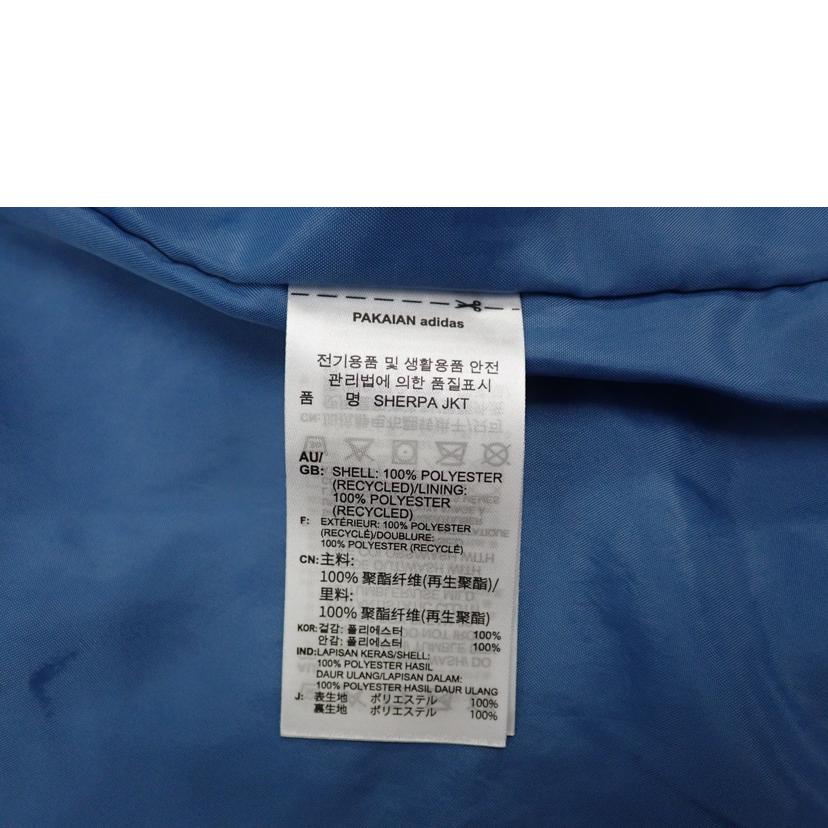 PAKAIAN adidas
전기용품 및 생활용품 안전
관리법에 의한 품질표시
품 명 SHERPA JKT
AU/
GB: SHELL: 100% POLYESTER
(RECYCLED)/LINING:
100% POLYESTER
(RECYCLED)
F: EXTÉRIEUR: 100% POLYESTER
(RECYCLÉ)/DOUBLURE:
100% POLYESTER (RECYCLÉ)
CN:主料:
100% 聚酯纤维(再生聚酯)/
里料:
100% 聚酯纤维(再生聚酯)
KOR:겉감: 폴리에스터 100%
안감: 폴리에스터 100%
IND:LAPISAN KERAS/SHELL:
100% POLYESTER HASIL
DAUR ULANG/LAPISAN DALAM:
100% POLYESTER HASIL DAUR ULANG
J: 表生地 ポリエステル 100%
裏生地 ポリエステル 100%